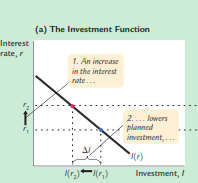 (a) The Investment Function
Interest
rate, r
1. An increase
in the interest
rate . . .
r₂
r₁
2. . . . lowers
planned
investment, . . .
ΔI
I(r)
I(r₂)
I(r₁)
Investment, I